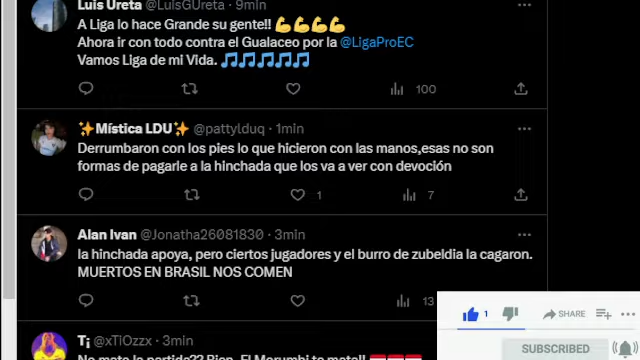 Luis Ureta @LuisGUreta · 9min
A Liga lo hace Grande su gente!! 💪💪💪💪
Ahora ir con todo contra el Gualaceo por la @LigaProEC
Vamos Liga de mi Vida. 🎵🎵🎵🎵🎵
100
✨Mística LDU✨ @pattylduq · 1min
Derrumbaron con los pies lo que hicieron con las manos,esas no son
formas de pagarle a la hinchada que los va a ver con devoción
1 7
Alan Ivan @Jonatha26081830 · 3min
la hinchada apoya, pero ciertos jugadores y el burro de zubeldia la cagaron.
MUERTOS EN BRASIL NOS COMEN
13
1 SHARE
SUBSCRIBED
T¡ @xTiOzzx · 3min
No mato la partida?? Bien, El Morumbi te mata!!